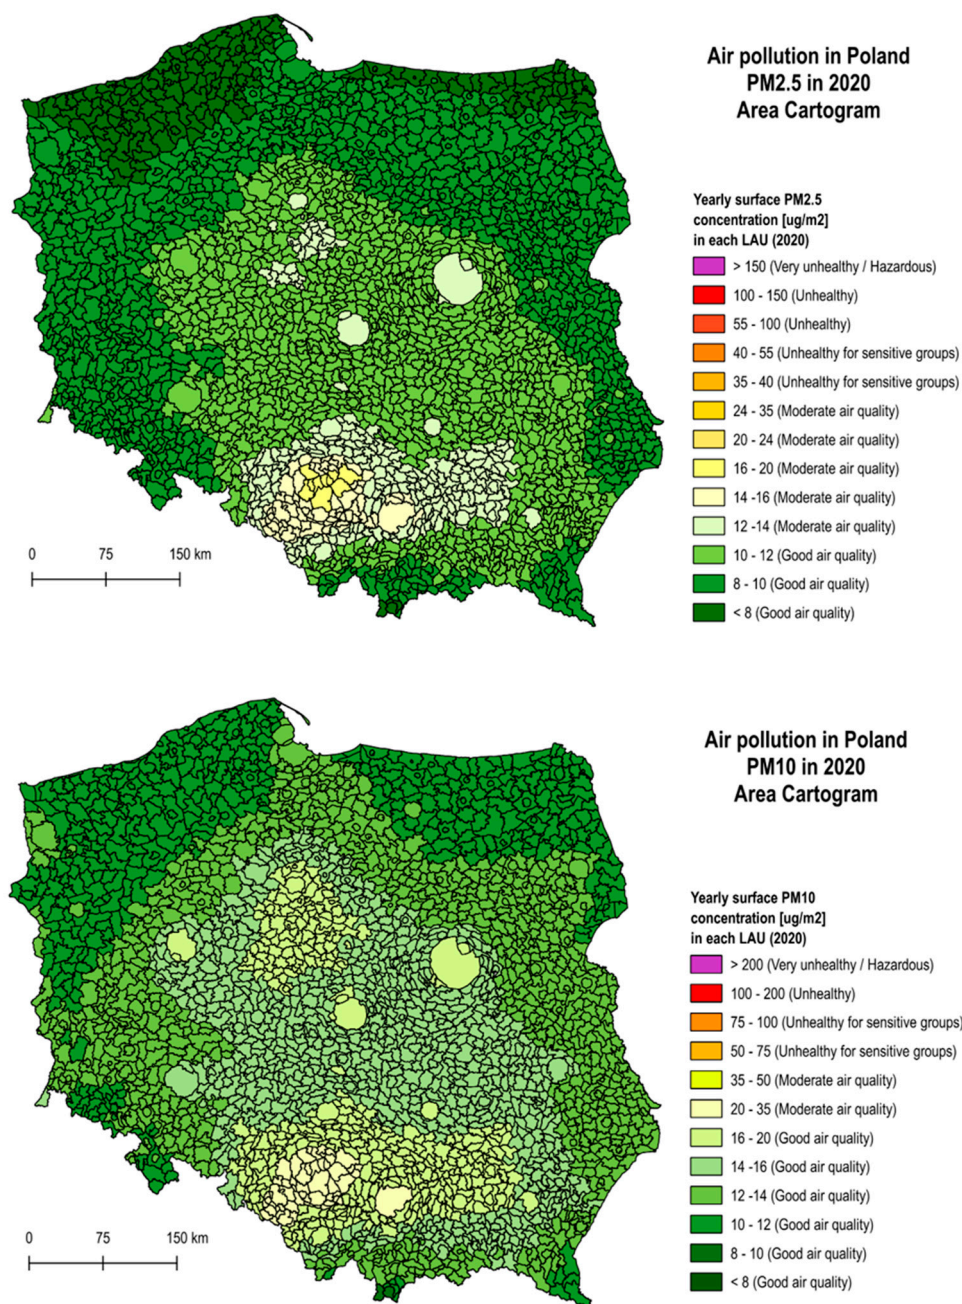 Air pollution in Poland
PM2.5 in 2020
Area Cartogram
Yearly surface PM2.5
concentration [ug/m2]
in each LAU (2020)
> 150 (Very unhealthy / Hazardous)
100 - 150 (Unhealthy)
55 - 100 (Unhealthy)
40 - 55 (Unhealthy for sensitive groups)
35 - 40 (Unhealthy for sensitive groups)
24 - 35 (Moderate air quality)
20 - 24 (Moderate air quality)
16 - 20 (Moderate air quality)
14 -16 (Moderate air quality)
12 -14 (Moderate air quality)
10 - 12 (Good air quality)
8 - 10 (Good air quality)
< 8 (Good air quality)
0 75 150 km
Air pollution in Poland
PM10 in 2020
Area Cartogram
Yearly surface PM10
concentration [ug/m2]
in each LAU (2020)
> 200 (Very unhealthy / Hazardous)
100 - 200 (Unhealthy)
75 - 100 (Unhealthy for sensitive groups)
50 - 75 (Unhealthy for sensitive groups)
35 - 50 (Moderate air quality)
20 - 35 (Moderate air quality)
16 - 20 (Good air quality)
14 -16 (Good air quality)
12 -14 (Good air quality)
10 - 12 (Good air quality)
8 - 10 (Good air quality)
< 8 (Good air quality)
0 75 150 km